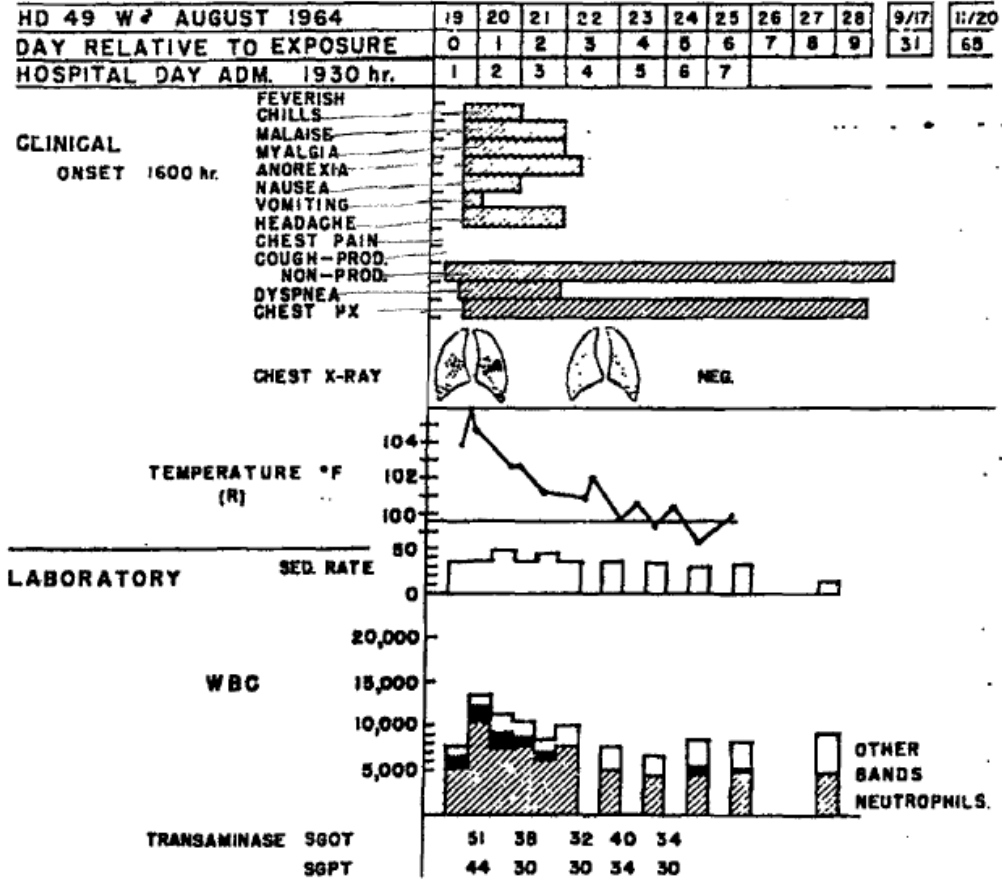 HD 49 W♂ AUGUST 1964 19 20 21 22 23 24 25 26 27 28 9/17 11/20
DAY RELATIVE TO EXPOSURE 0 1 2 3 4 5 6 7 8 9 31 65
HOSPITAL DAY ADM. 1930 hr. 1 2 3 4 5 6 7
CLINICAL
ONSET 1600 hr.
FEVERISH
CHILLS
MALAISE
MYALGIA
ANOREXIA
NAUSEA
VOMITING
HEADACHE
CHEST PAIN
COUGH-PROD.
NON-PROD.
DYSPNEA
CHEST PX
CHEST X-RAY NEG.
TEMPERATURE °F
(R)
104
102
100
LABORATORY
SED. RATE
50
0
WBC
20,000
15,000
10,000
5,000
OTHER
BANDS
NEUTROPHILS.
TRANSAMINASE SGOT 51 38 32 40 34
SGPT 44 30 30 34 30